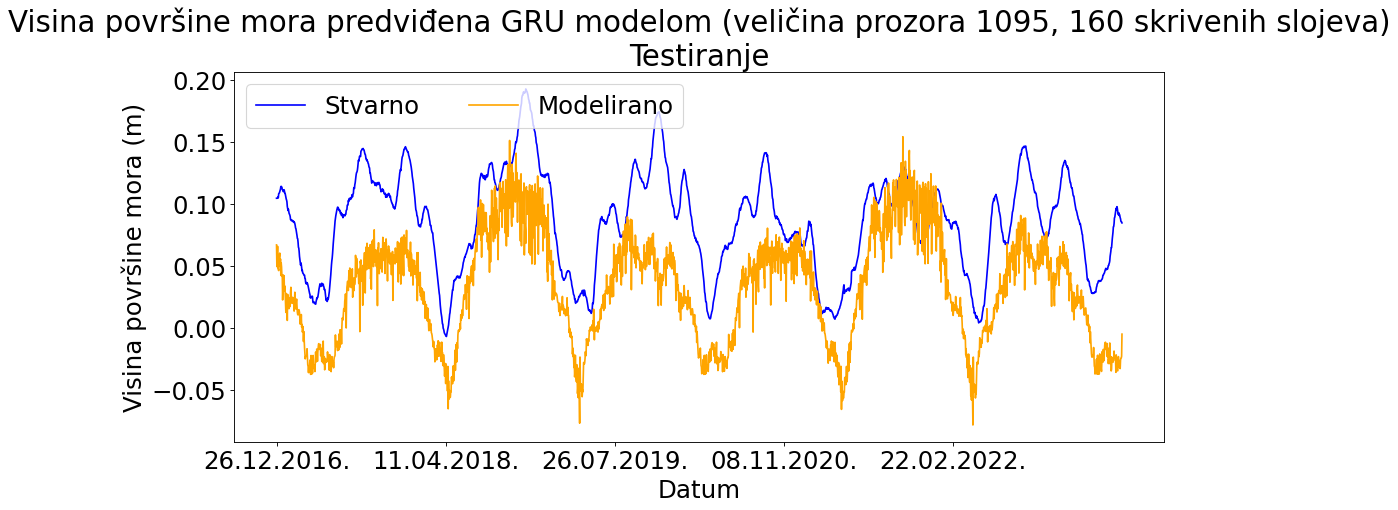 Visina površine mora predviđena GRU modelom (veličina prozora 1095, 160 skrivenih slojeva)
Testiranje
Stvarno Modelirano
Visina površine mora (m)
0.20
0.15
0.10
0.05
0.00
−0.05
26.12.2016. 11.04.2018. 26.07.2019. 08.11.2020. 22.02.2022.
Datum